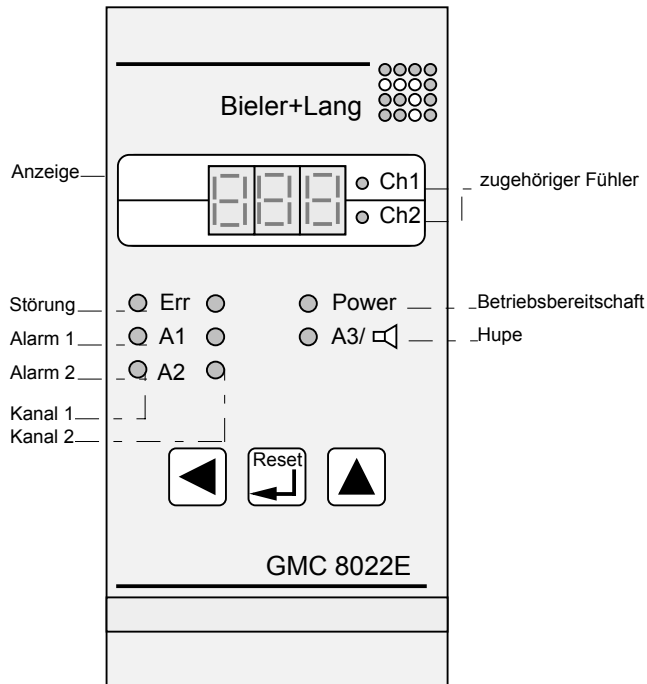 Bieler+Lang
Anzeige
Ch1
zugehöriger Fühler
Ch2
Störung
Err
Power
Betriebsbereitschaft
Alarm 1
A1
A3/
Hupe
Alarm 2
A2
Kanal 1
Kanal 2
Reset
GMC 8022E